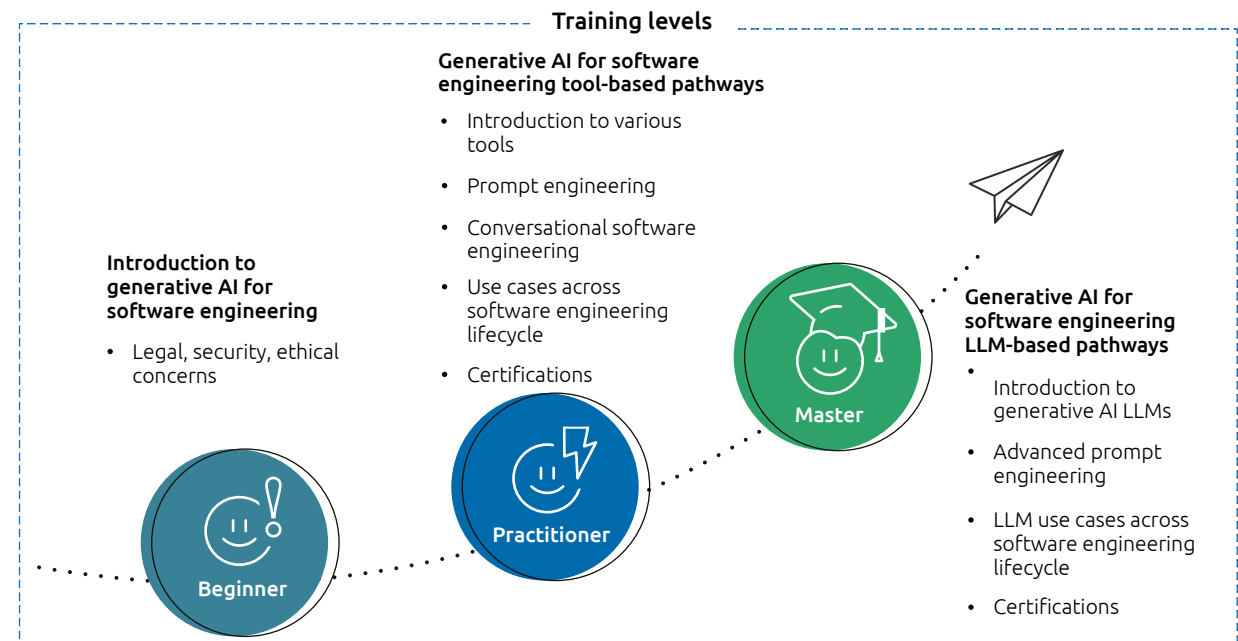 Training levels
Introduction to
generative AI for
software engineering
• Legal, security, ethical
concerns
Beginner
Generative AI for software
engineering tool-based pathways
• Introduction to various
tools
• Prompt engineering
• Conversational software
engineering
• Use cases across
software engineering
lifecycle
• Certifications
Practitioner
Master
Generative AI for
software engineering
LLM-based pathways
• Introduction to
generative AI LLMs
• Advanced prompt
engineering
• LLM use cases across
software engineering
lifecycle
• Certifications